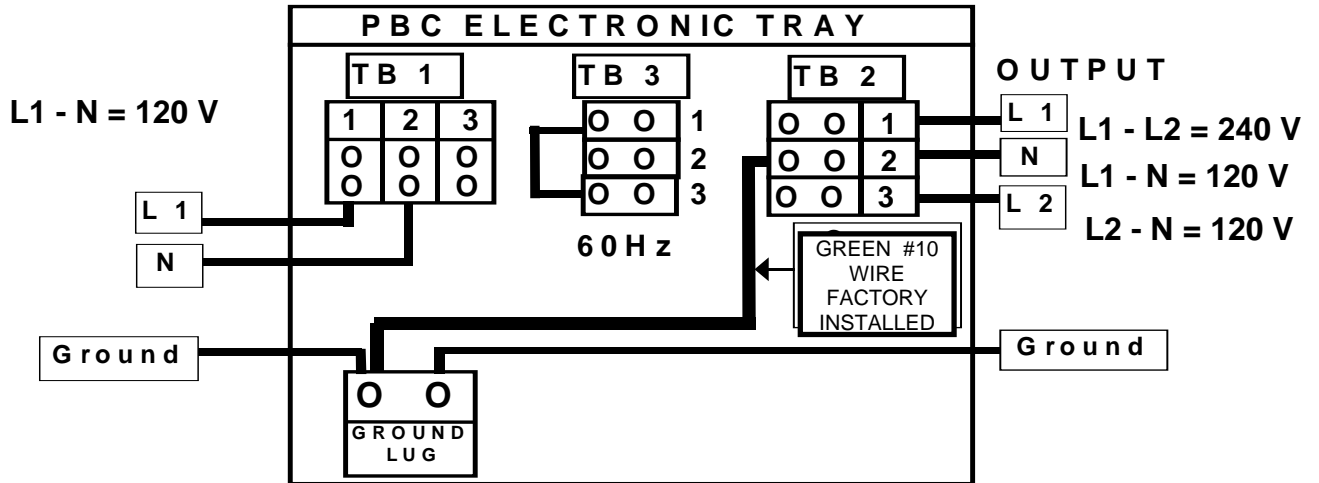 PBC ELECTRONIC TRAY
TB 1
TB 3
TB 2
OUTPUT
L1 - N = 120 V
1 2 3
O O O
O O O
O O 1
O O 2
O O 3
O O 1
O O 2
O O 3
L 1
N
L 2
L1 - L2 = 240 V
L1 - N = 120 V
L2 - N = 120 V
L 1
N
60Hz
GREEN #10
WIRE
FACTORY
INSTALLED
Ground
Ground
O O
GROUND
LUG